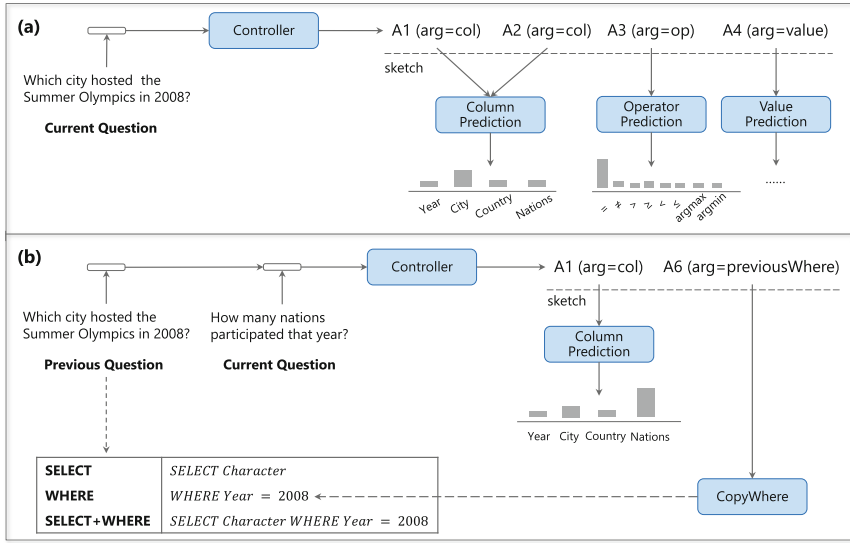 (a)
Controller
A1 (arg=col)
A2 (arg=col)
A3 (arg=op)
A4 (arg=value)
sketch
Which city hosted the
Summer Olympics in 2008?
Current Question
Column
Prediction
Operator
Prediction
Value
Prediction
Year
City
Country
Nations
=
≠
>
≥
<
≤
argmax
argmin
......
(b)
Controller
A1 (arg=col)
A6 (arg=previousWhere)
sketch
Which city hosted the
Summer Olympics in 2008?
Previous Question
How many nations
participated that year?
Current Question
Column
Prediction
Year
City
Country
Nations
SELECT
SELECT Character
WHERE
WHERE Year = 2008
SELECT+WHERE
SELECT Character WHERE Year = 2008
CopyWhere